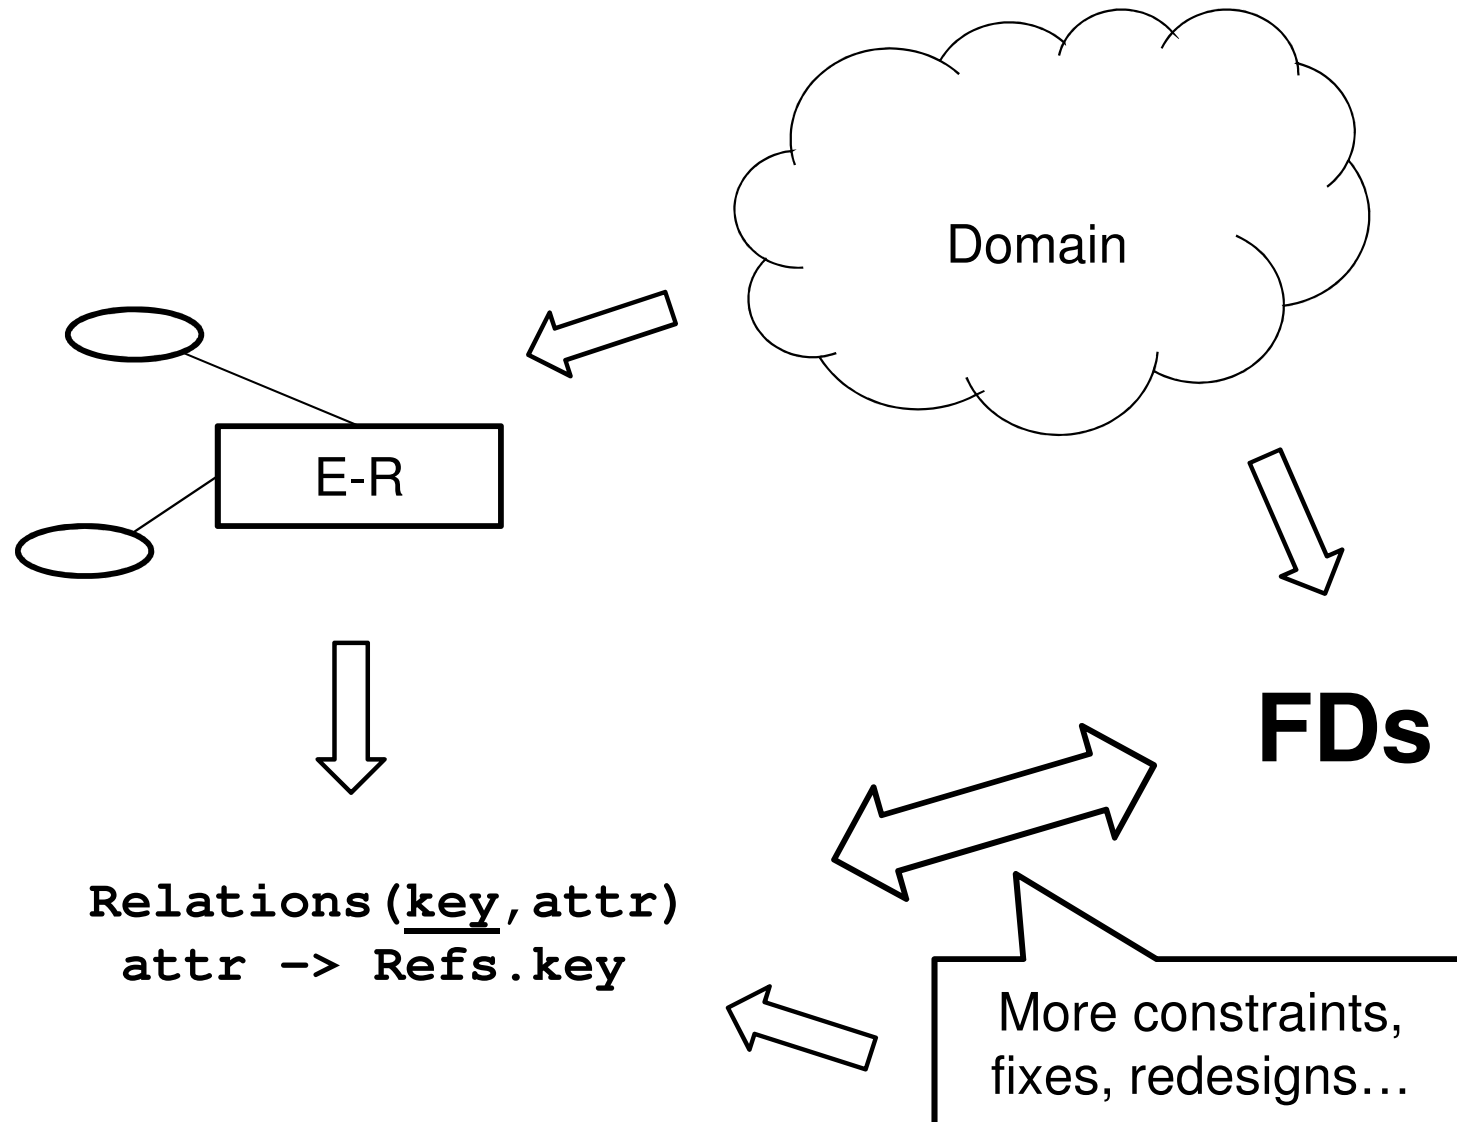 Domain
E-R
FDs
Relations(key,attr)
attr -> Refs.key
More constraints,
fixes, redesigns…